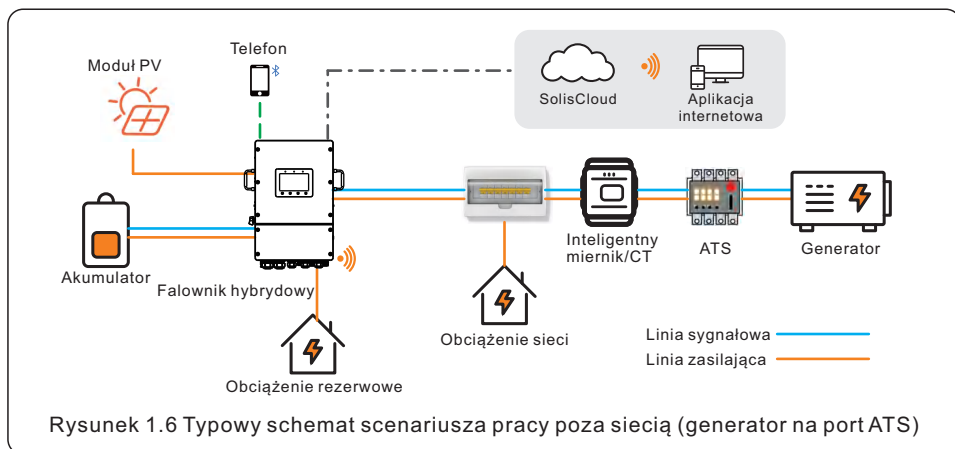 Telefon
Moduł PV
SolisCloud
Aplikacja
internetowa
Akumulator
Falownik hybrydowy
Inteligentny
miernik/CT
ATS
Generator
Obciążenie sieci
Obciążenie rezerwowe
Linia sygnałowa
Linia zasilająca
Rysunek 1.6 Typowy schemat scenariusza pracy poza siecią (generator na port ATS)